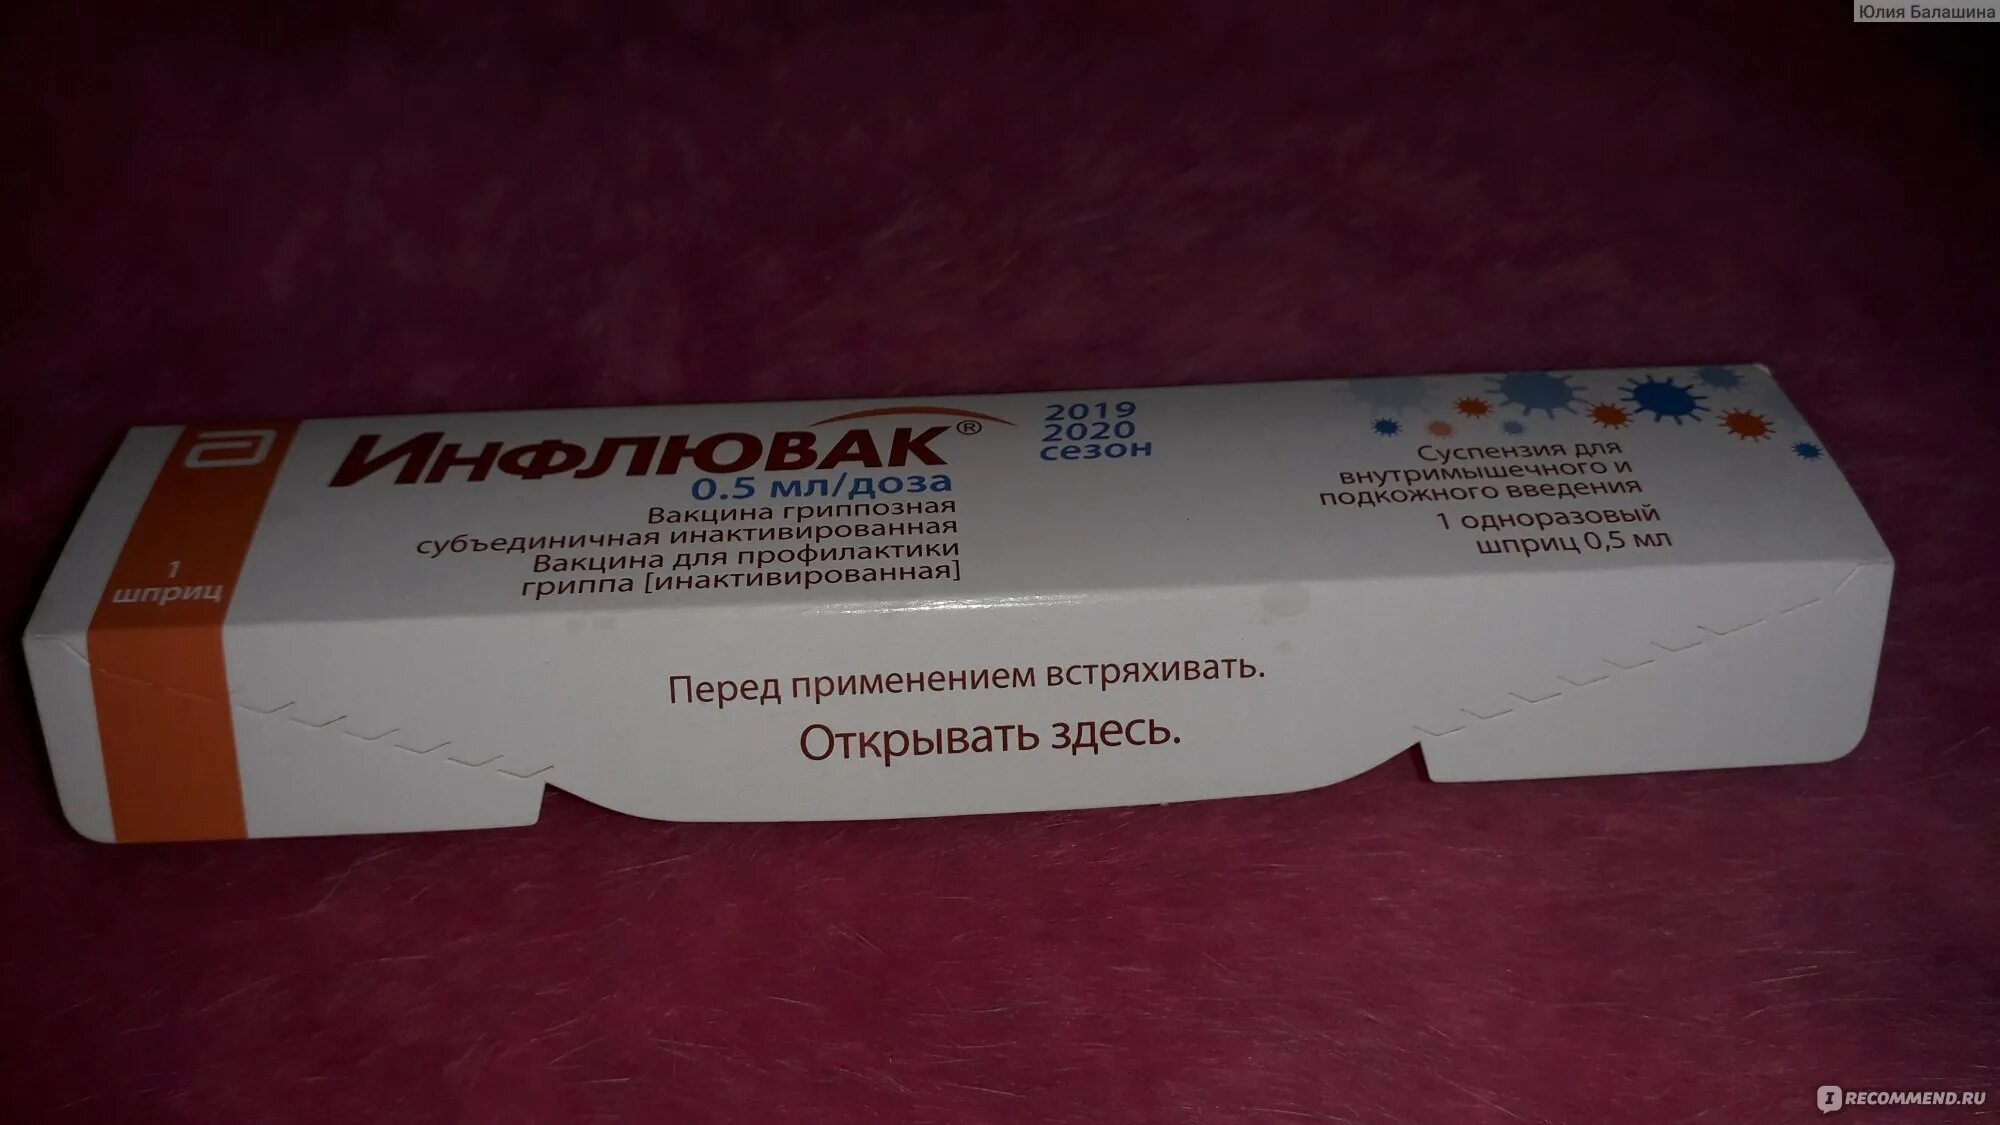 Юлия Балашина
ИНФЛЮВАК®
0.5 мл/доза
Вакцина гриппозная
субъединичная инактивированная
Вакцина для профилактики
гриппа [инактивированная]
2019
2020
сезон
Суспензия для
внутримышечного и
подкожного введения
1 одноразовый
шприц 0,5 мл
1
шприц
Перед применением встряхивать.
Открывать здесь.
IRECOMMEND.RU